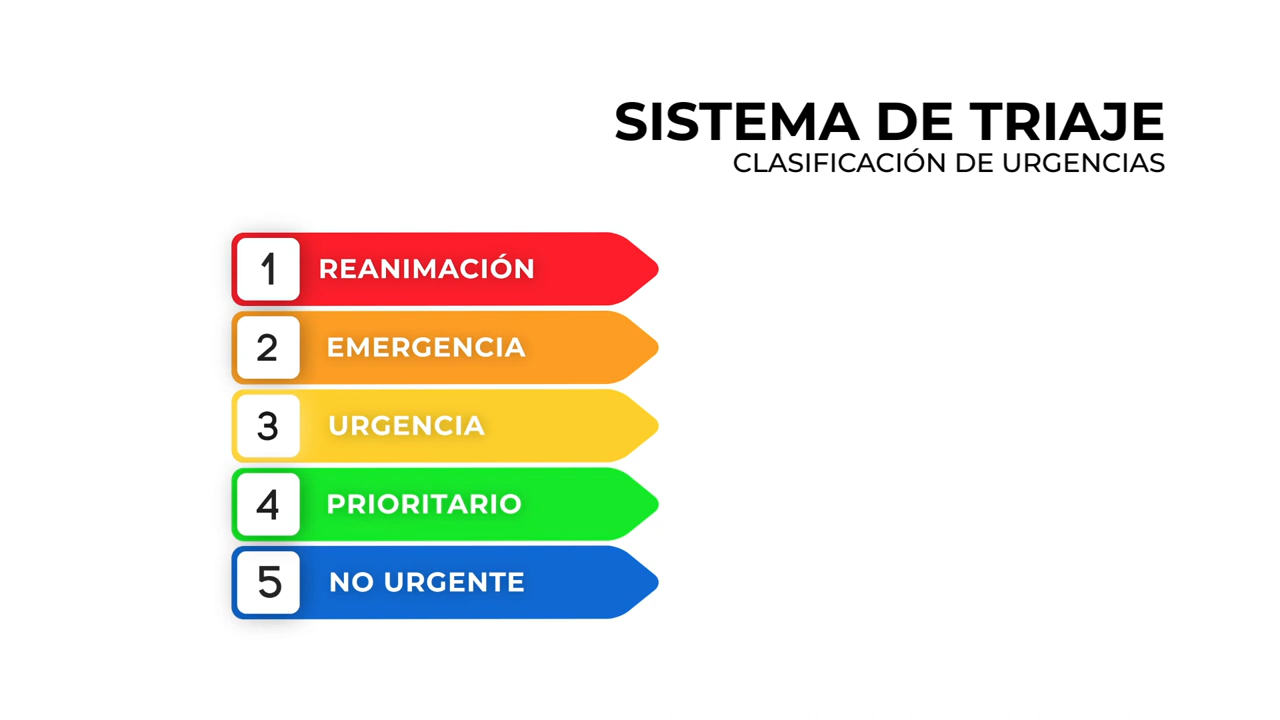 SISTEMA DE TRIAJE
CLASIFICACIÓN DE URGENCIAS
1 REANIMACIÓN
2 EMERGENCIA
3 URGENCIA
4 PRIORITARIO
5 NO URGENTE